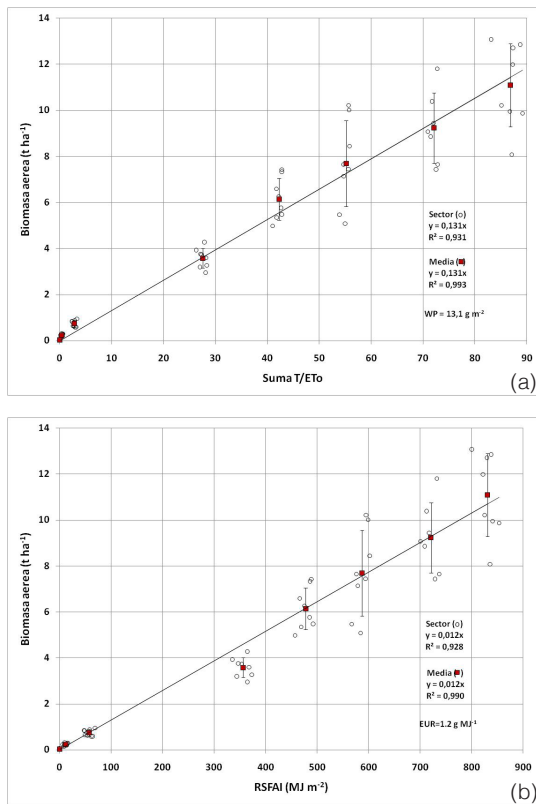 14
12
10
8
6
4
2
0
Biomasa aerea (t ha⁻¹)
Sector (○)
y = 0,131x
R² = 0,931
Media (■)
y = 0,131x
R² = 0,993
WP = 13,1 g m⁻²
0 10 20 30 40 50 60 70 80 90
Suma T/ETo
(a)
14
12
10
8
6
4
2
0
Biomasa aerea (t ha⁻¹)
Sector (○)
y = 0,012x
R² = 0,928
Media (■)
y = 0,012x
R² = 0,990
EUR=1.2 g MJ⁻¹
0 100 200 300 400 500 600 700 800 900
RSFAI (MJ m⁻²)
(b)